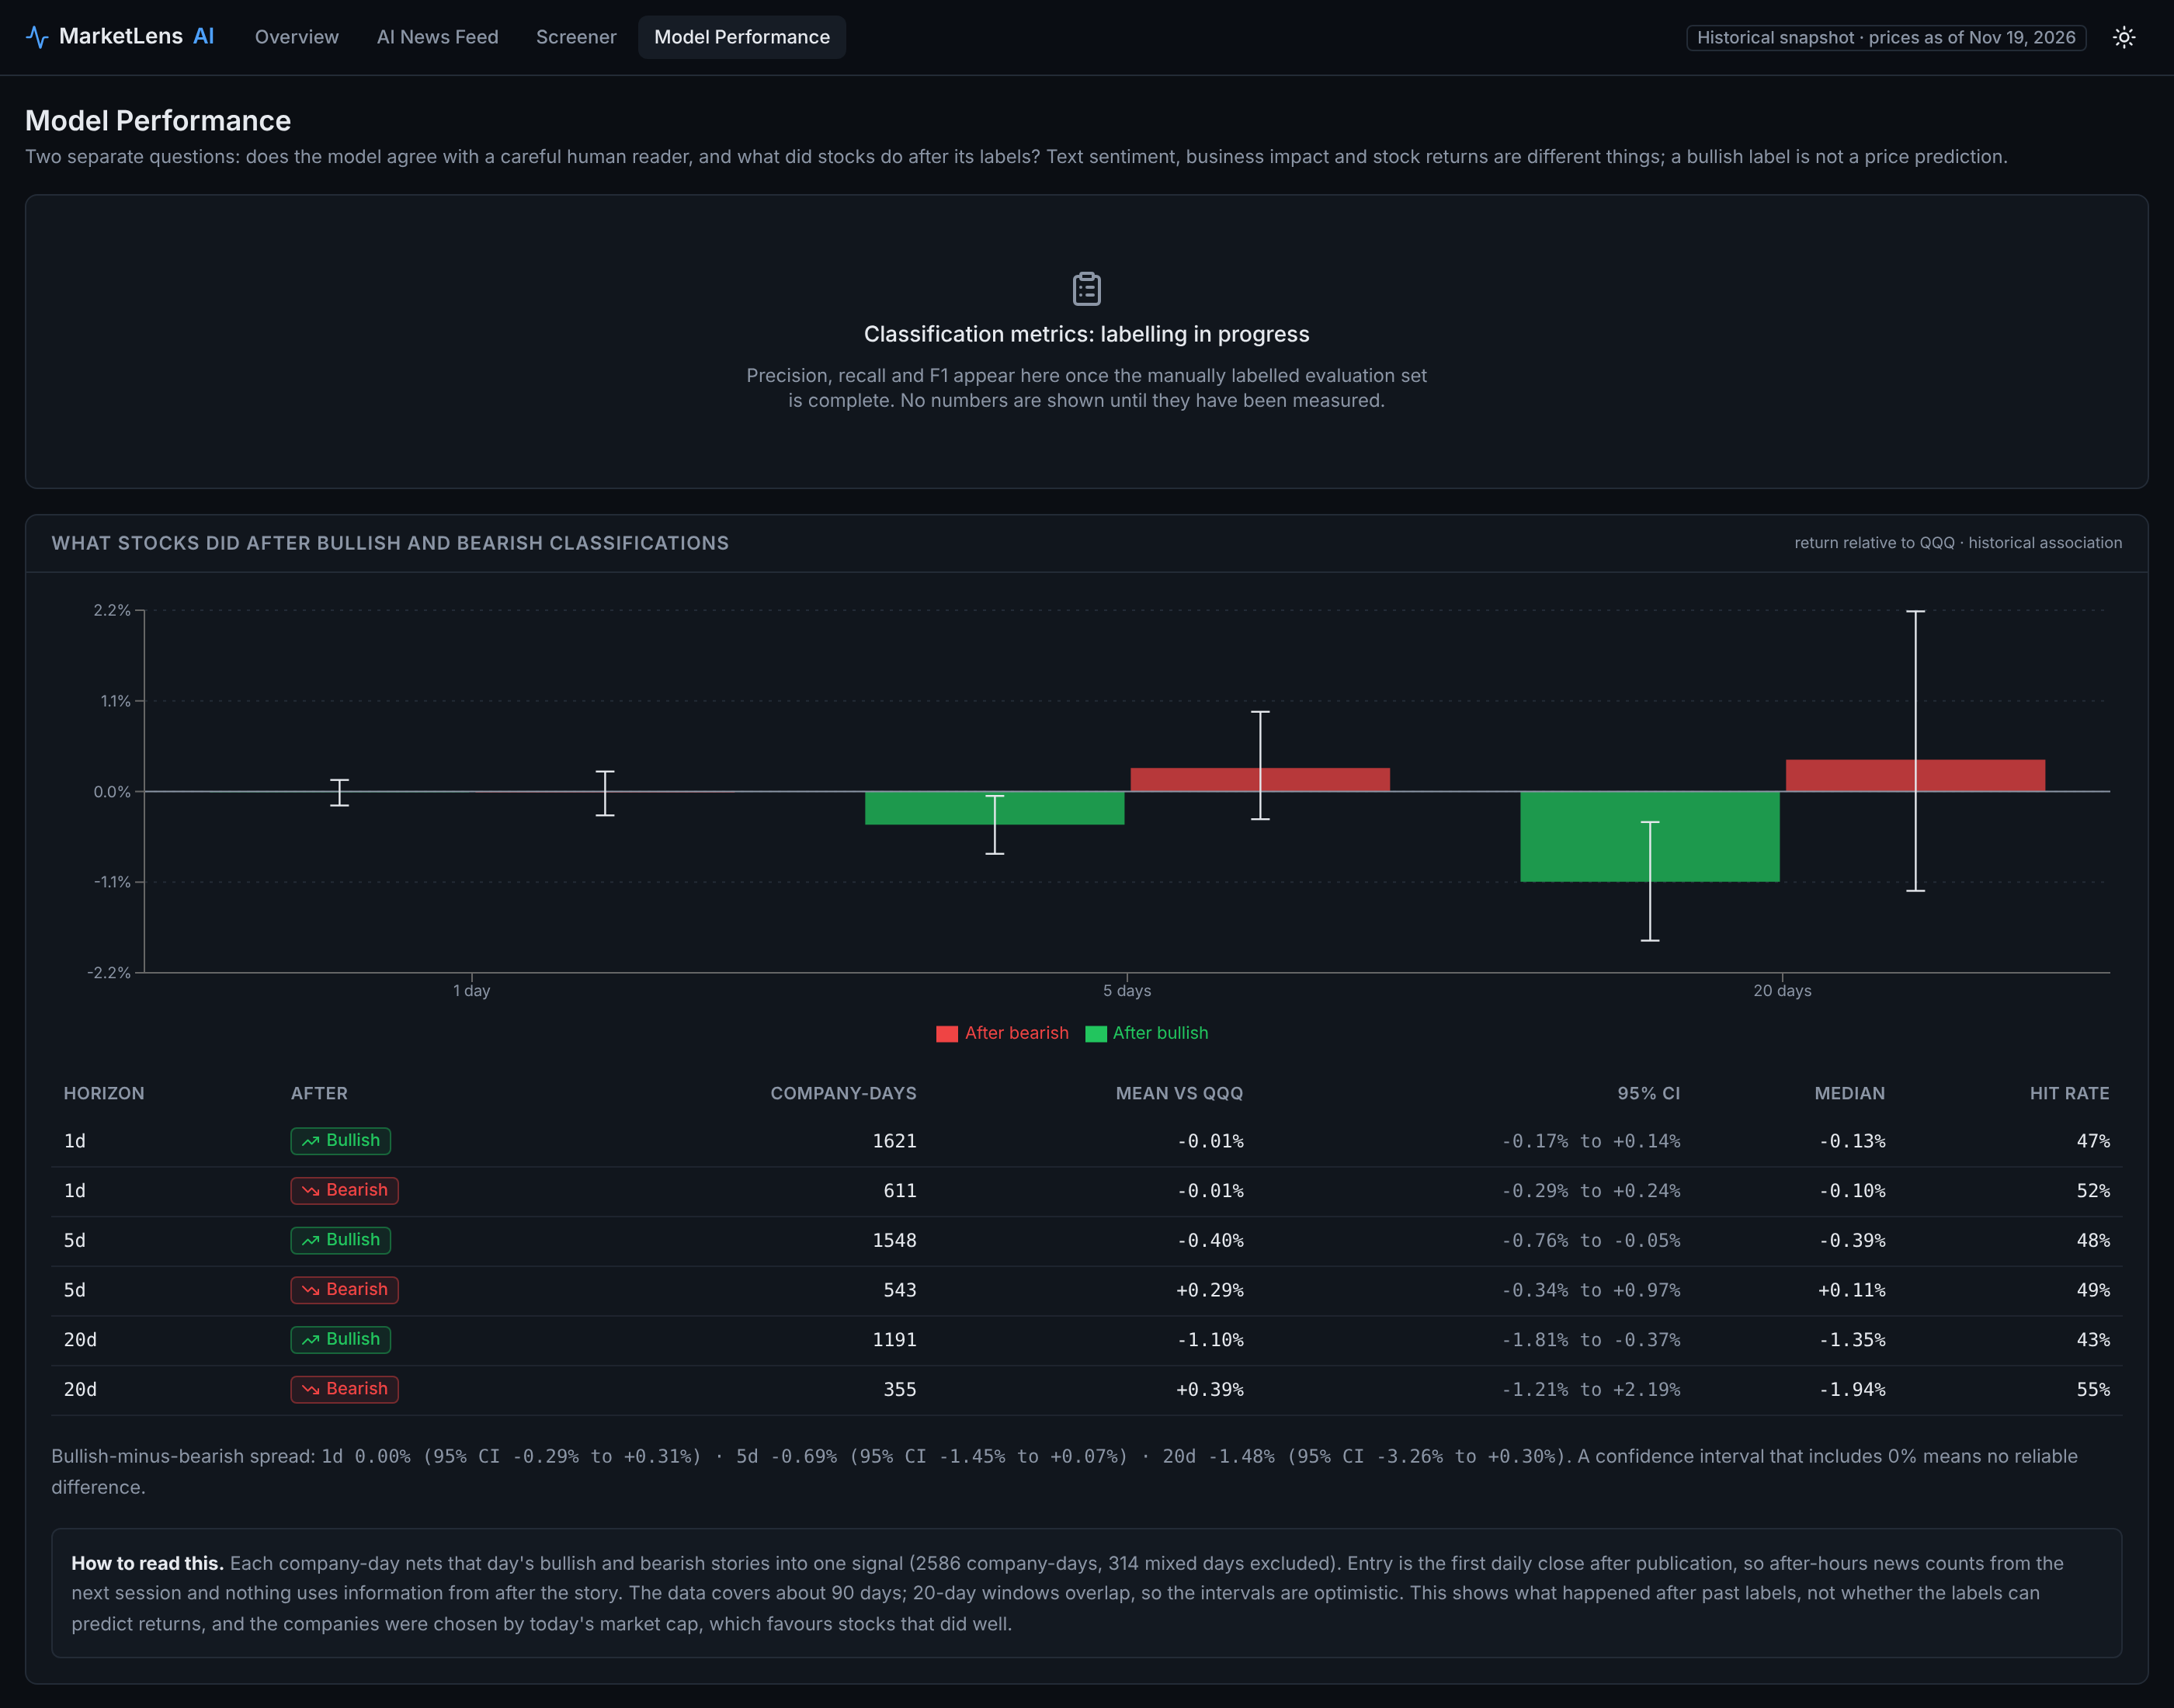 MarketLens AI
Overview
AI News Feed
Screener
Model Performance
Historical snapshot · prices as of Nov 19, 2026
Model Performance
Two separate questions: does the model agree with a careful human reader, and what did stocks do after its labels? Text sentiment, business impact and stock returns are different things; a bullish label is not a price prediction.
Classification metrics: labelling in progress
Precision, recall and F1 appear here once the manually labelled evaluation set
is complete. No numbers are shown until they have been measured.
WHAT STOCKS DID AFTER BULLISH AND BEARISH CLASSIFICATIONS
return relative to QQQ · historical association
2.2%
1.1%
0.0%
-1.1%
-2.2%
1 day
5 days
20 days
After bearish
After bullish
HORIZON AFTER COMPANY-DAYS MEAN VS QQQ 95% CI MEDIAN HIT RATE
1d Bullish 1621 -0.01% -0.17% to +0.14% -0.13% 47%
1d Bearish 611 -0.01% -0.29% to +0.24% -0.10% 52%
5d Bullish 1548 -0.40% -0.76% to -0.05% -0.39% 48%
5d Bearish 543 +0.29% -0.34% to +0.97% +0.11% 49%
20d Bullish 1191 -1.10% -1.81% to -0.37% -1.35% 43%
20d Bearish 355 +0.39% -1.21% to +2.19% -1.94% 55%
Bullish-minus-bearish spread: 1d 0.00% (95% CI -0.29% to +0.31%) · 5d -0.69% (95% CI -1.45% to +0.07%) · 20d -1.48% (95% CI -3.26% to +0.30%). A confidence interval that includes 0% means no reliable
difference.
How to read this. Each company-day nets that day's bullish and bearish stories into one signal (2586 company-days, 314 mixed days excluded). Entry is the first daily close after publication, so after-hours news counts from the
next session and nothing uses information from after the story. The data covers about 90 days; 20-day windows overlap, so the intervals are optimistic. This shows what happened after past labels, not whether the labels can
predict returns, and the companies were chosen by today's market cap, which favours stocks that did well.